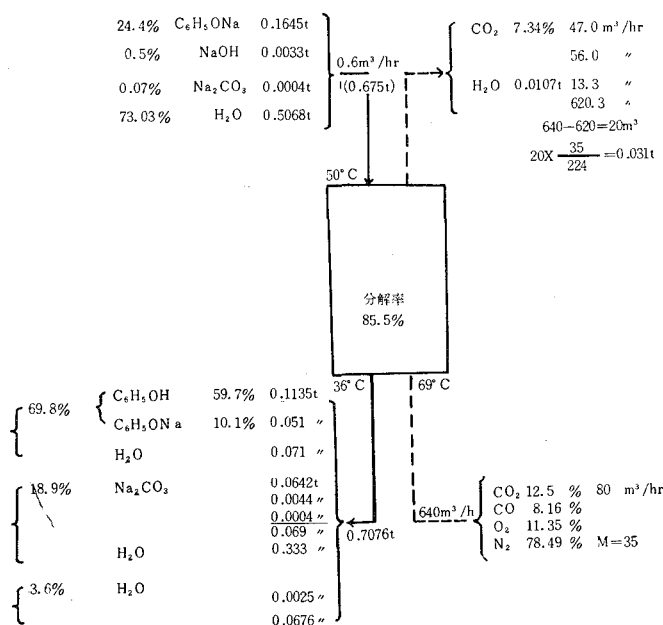 24.4% C₆H₅ONa 0.1645t
0.5% NaOH 0.0033t
0.07% Na₂CO₃ 0.0004t
73.03% H₂O 0.5068t
0.6m³/hr
(0.675t)
CO₂ 7.34% 47.0 m³/hr
56.0 〃
H₂O 0.0107t 13.3 〃
620.3 〃
640−620=20m³
20X 35/224 =0.031t
50°C
分解率
85.5%
36°C 69°C
69.8% C₆H₅OH 59.7% 0.1135t
C₆H₅ONa 10.1% 0.051 〃
H₂O 0.071 〃
18.9% Na₂CO₃ 0.0642t
0.0044〃
0.0004〃
0.069 〃
H₂O 0.333 〃
3.6% H₂O
0.0025〃
0.0676〃
0.7076t
640m³/h
CO₂ 12.5 % 80 m³/hr
CO 8.16 %
O₂ 11.35 %
N₂ 78.49 % M=35